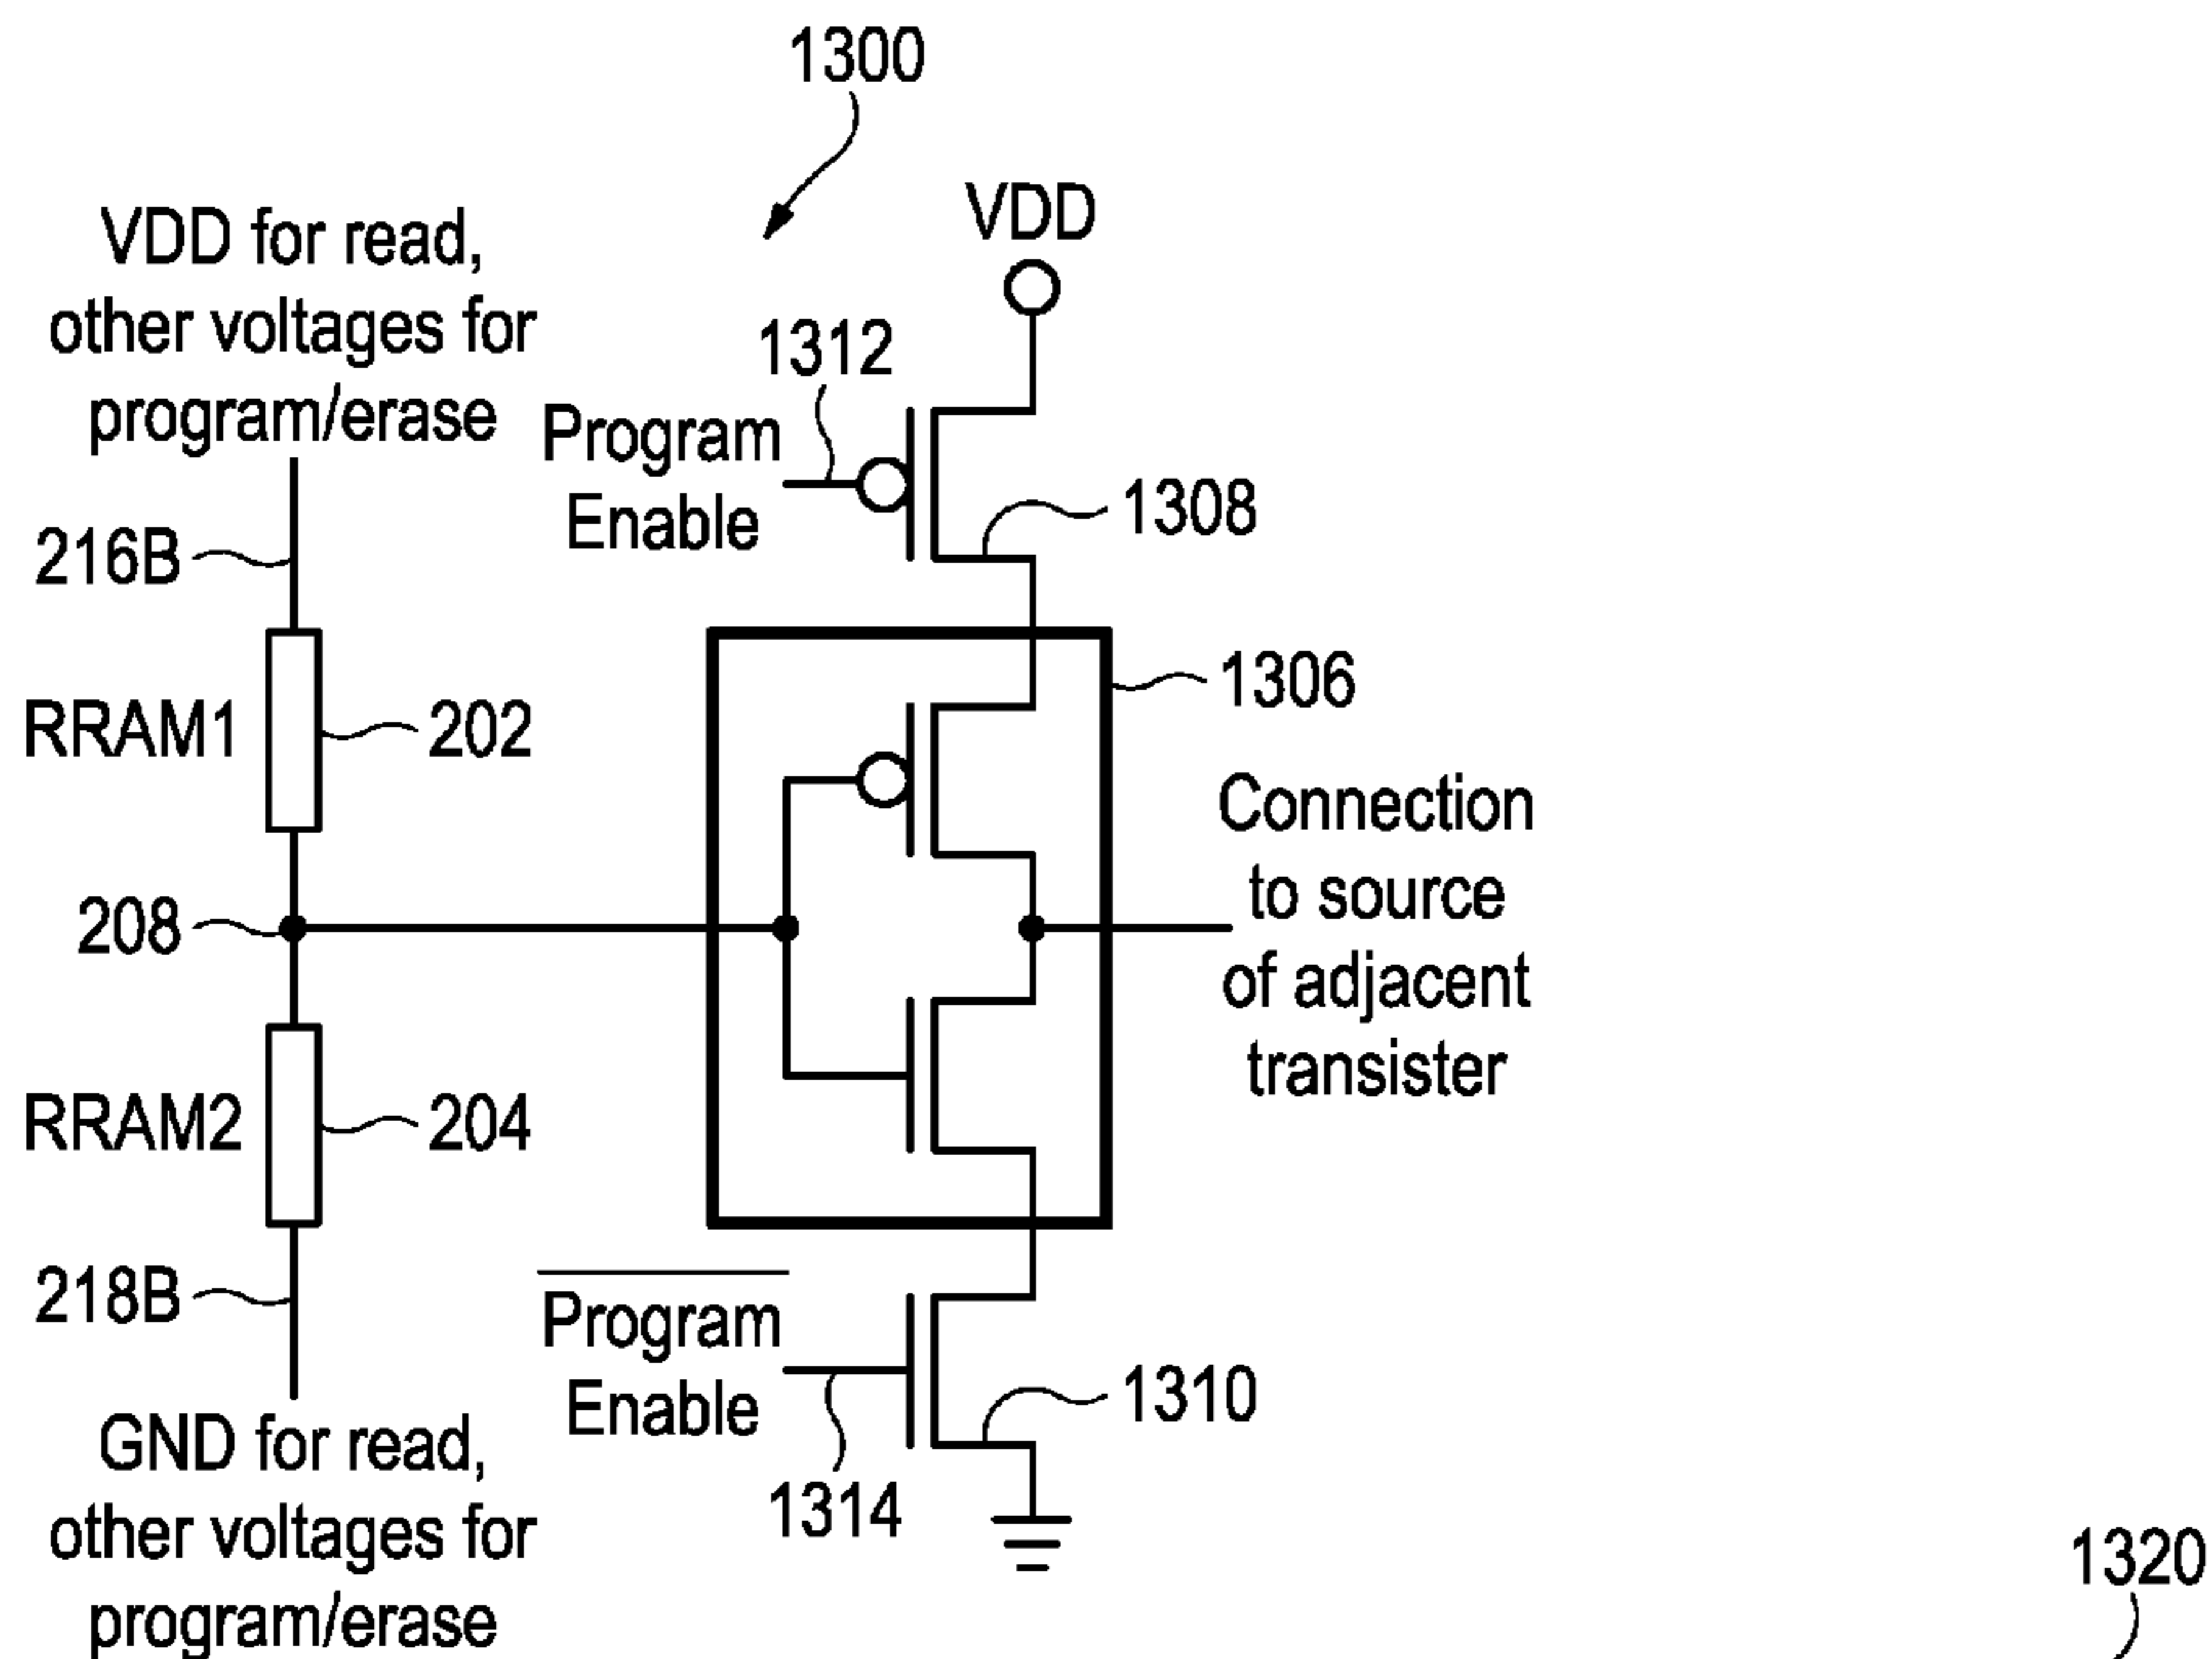 1300
VDD for read,
other voltages for
program/erase
VDD
1312
Program
Enable
216B
1308
RRAM1
202
1306
208
Connection
to source
of adjacent
transister
RRAM2
204
218B
Program
Enable
1310
1314
GND for read,
other voltages for
program/erase
1320